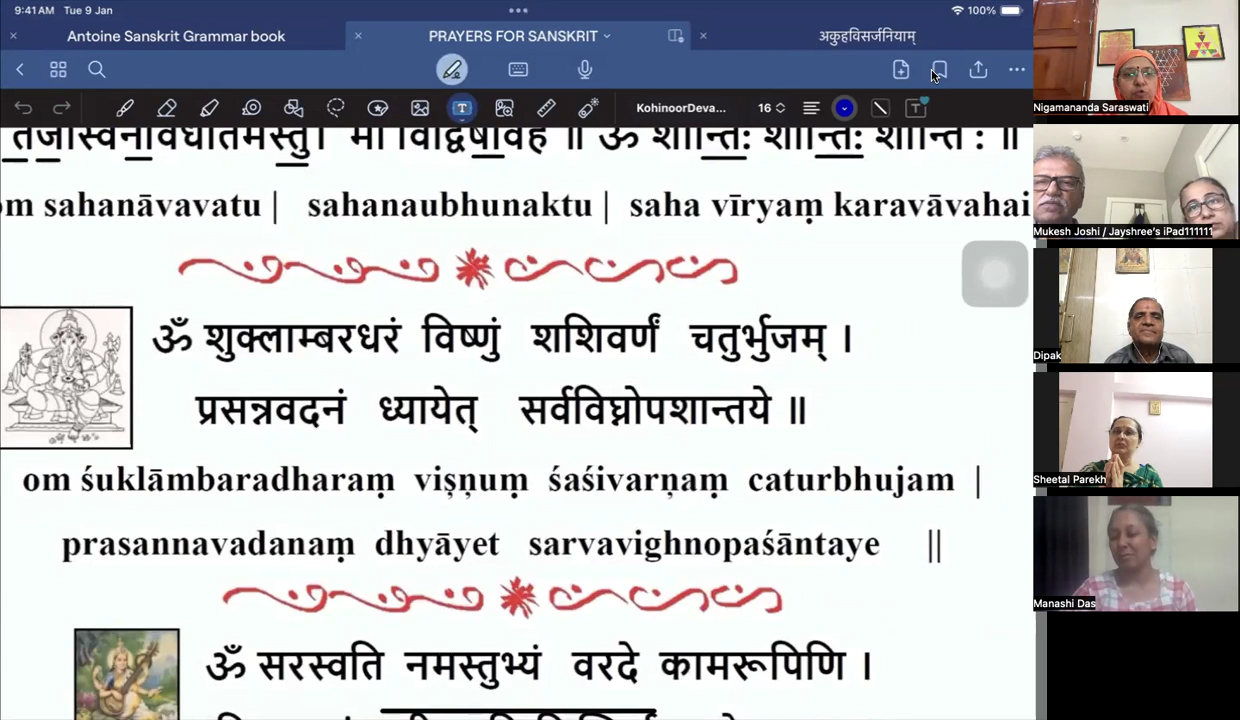 9:41 AM Tue 9 Jan
100%
Antoine Sanskrit Grammar book
PRAYERS FOR SANSKRIT
अकुहविसर्जनियाम्
KohinoorDeva...
16
ॐ शान्तिः शान्तिः शान्तिः ॥
om sahanāvavatu | sahanaubhunaktu | saha vīryaṃ karavāvahai
ॐ शुक्लाम्बरधरं विष्णुं शशिवर्णं चतुर्भुजम् ।
प्रसन्नवदनं ध्यायेत् सर्वविघ्नोपशान्तये ॥
om śuklāmbaradharaṃ viṣṇuṃ śaśivarṇaṃ caturbhujam |
prasannavadanaṃ dhyāyet sarvavighnopaśāntaye ||
ॐ सरस्वति नमस्तुभ्यं वरदे कामरूपिणि ।
Nigamananda Saraswati
Mukesh Joshi / Jayshree's iPad111111
Dipak
Sheetal Parekh
Manashi Das